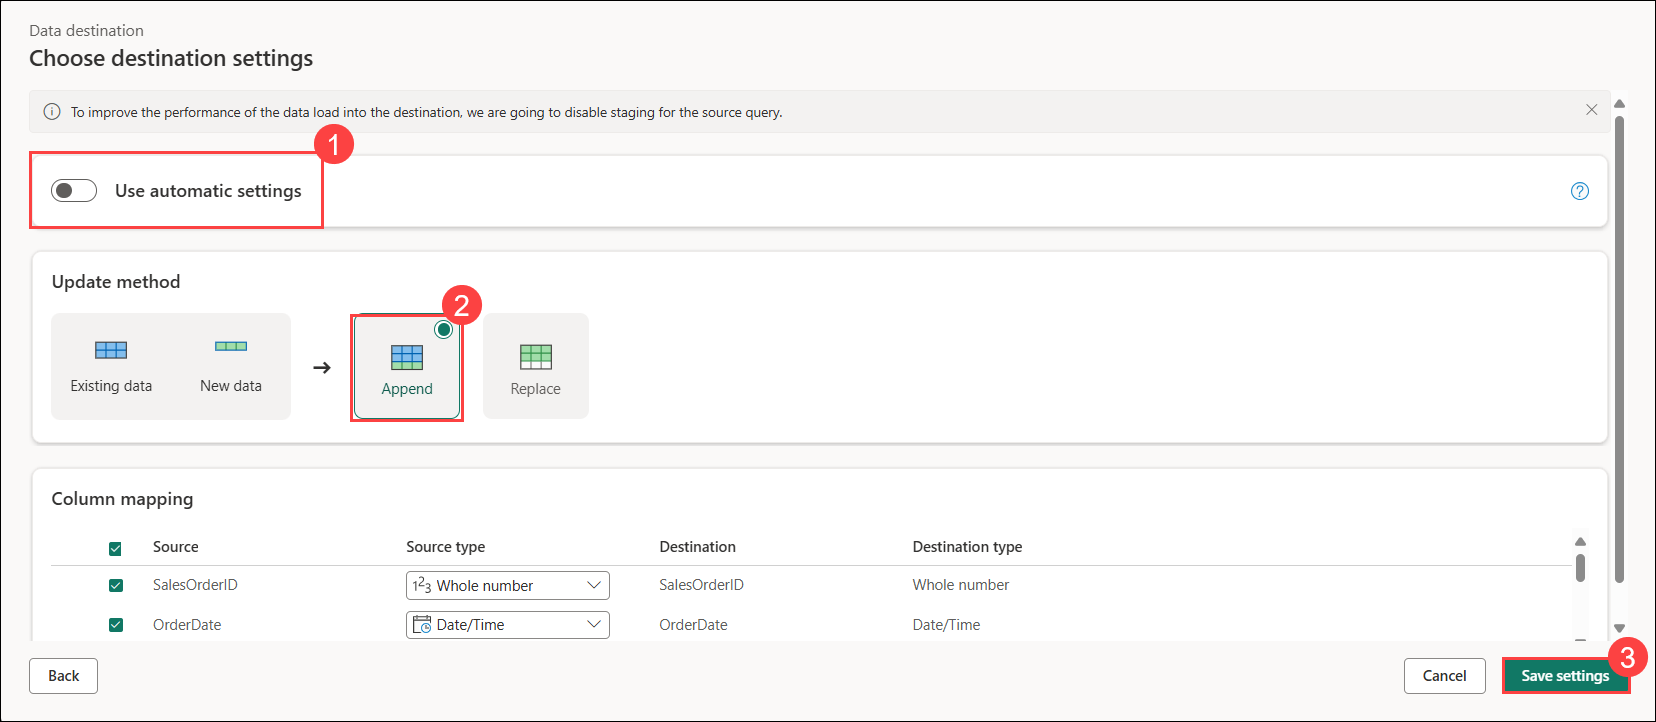 Data destination
Choose destination settings
To improve the performance of the data load into the destination, we are going to disable staging for the source query.
1
Use automatic settings
Update method
2
Existing data New data Append Replace
Column mapping
Source Source type Destination Destination type
SalesOrderID 123 Whole number SalesOrderID Whole number
OrderDate Date/Time OrderDate Date/Time
3
Back Cancel Save settings